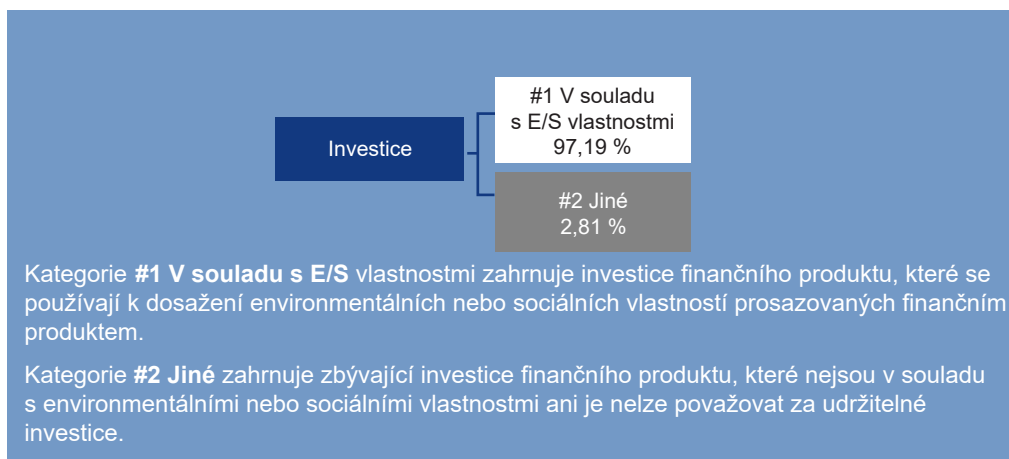 Investice
#1 V souladu
s E/S vlastnostmi
97,19 %
#2 Jiné
2,81 %
Kategorie #1 V souladu s E/S vlastnostmi zahrnuje investice finančního produktu, které se
používají k dosažení environmentálních nebo sociálních vlastností prosazovaných finančním
produktem.
Kategorie #2 Jiné zahrnuje zbývající investice finančního produktu, které nejsou v souladu
s environmentálními nebo sociálními vlastnostmi ani je nelze považovat za udržitelné
investice.